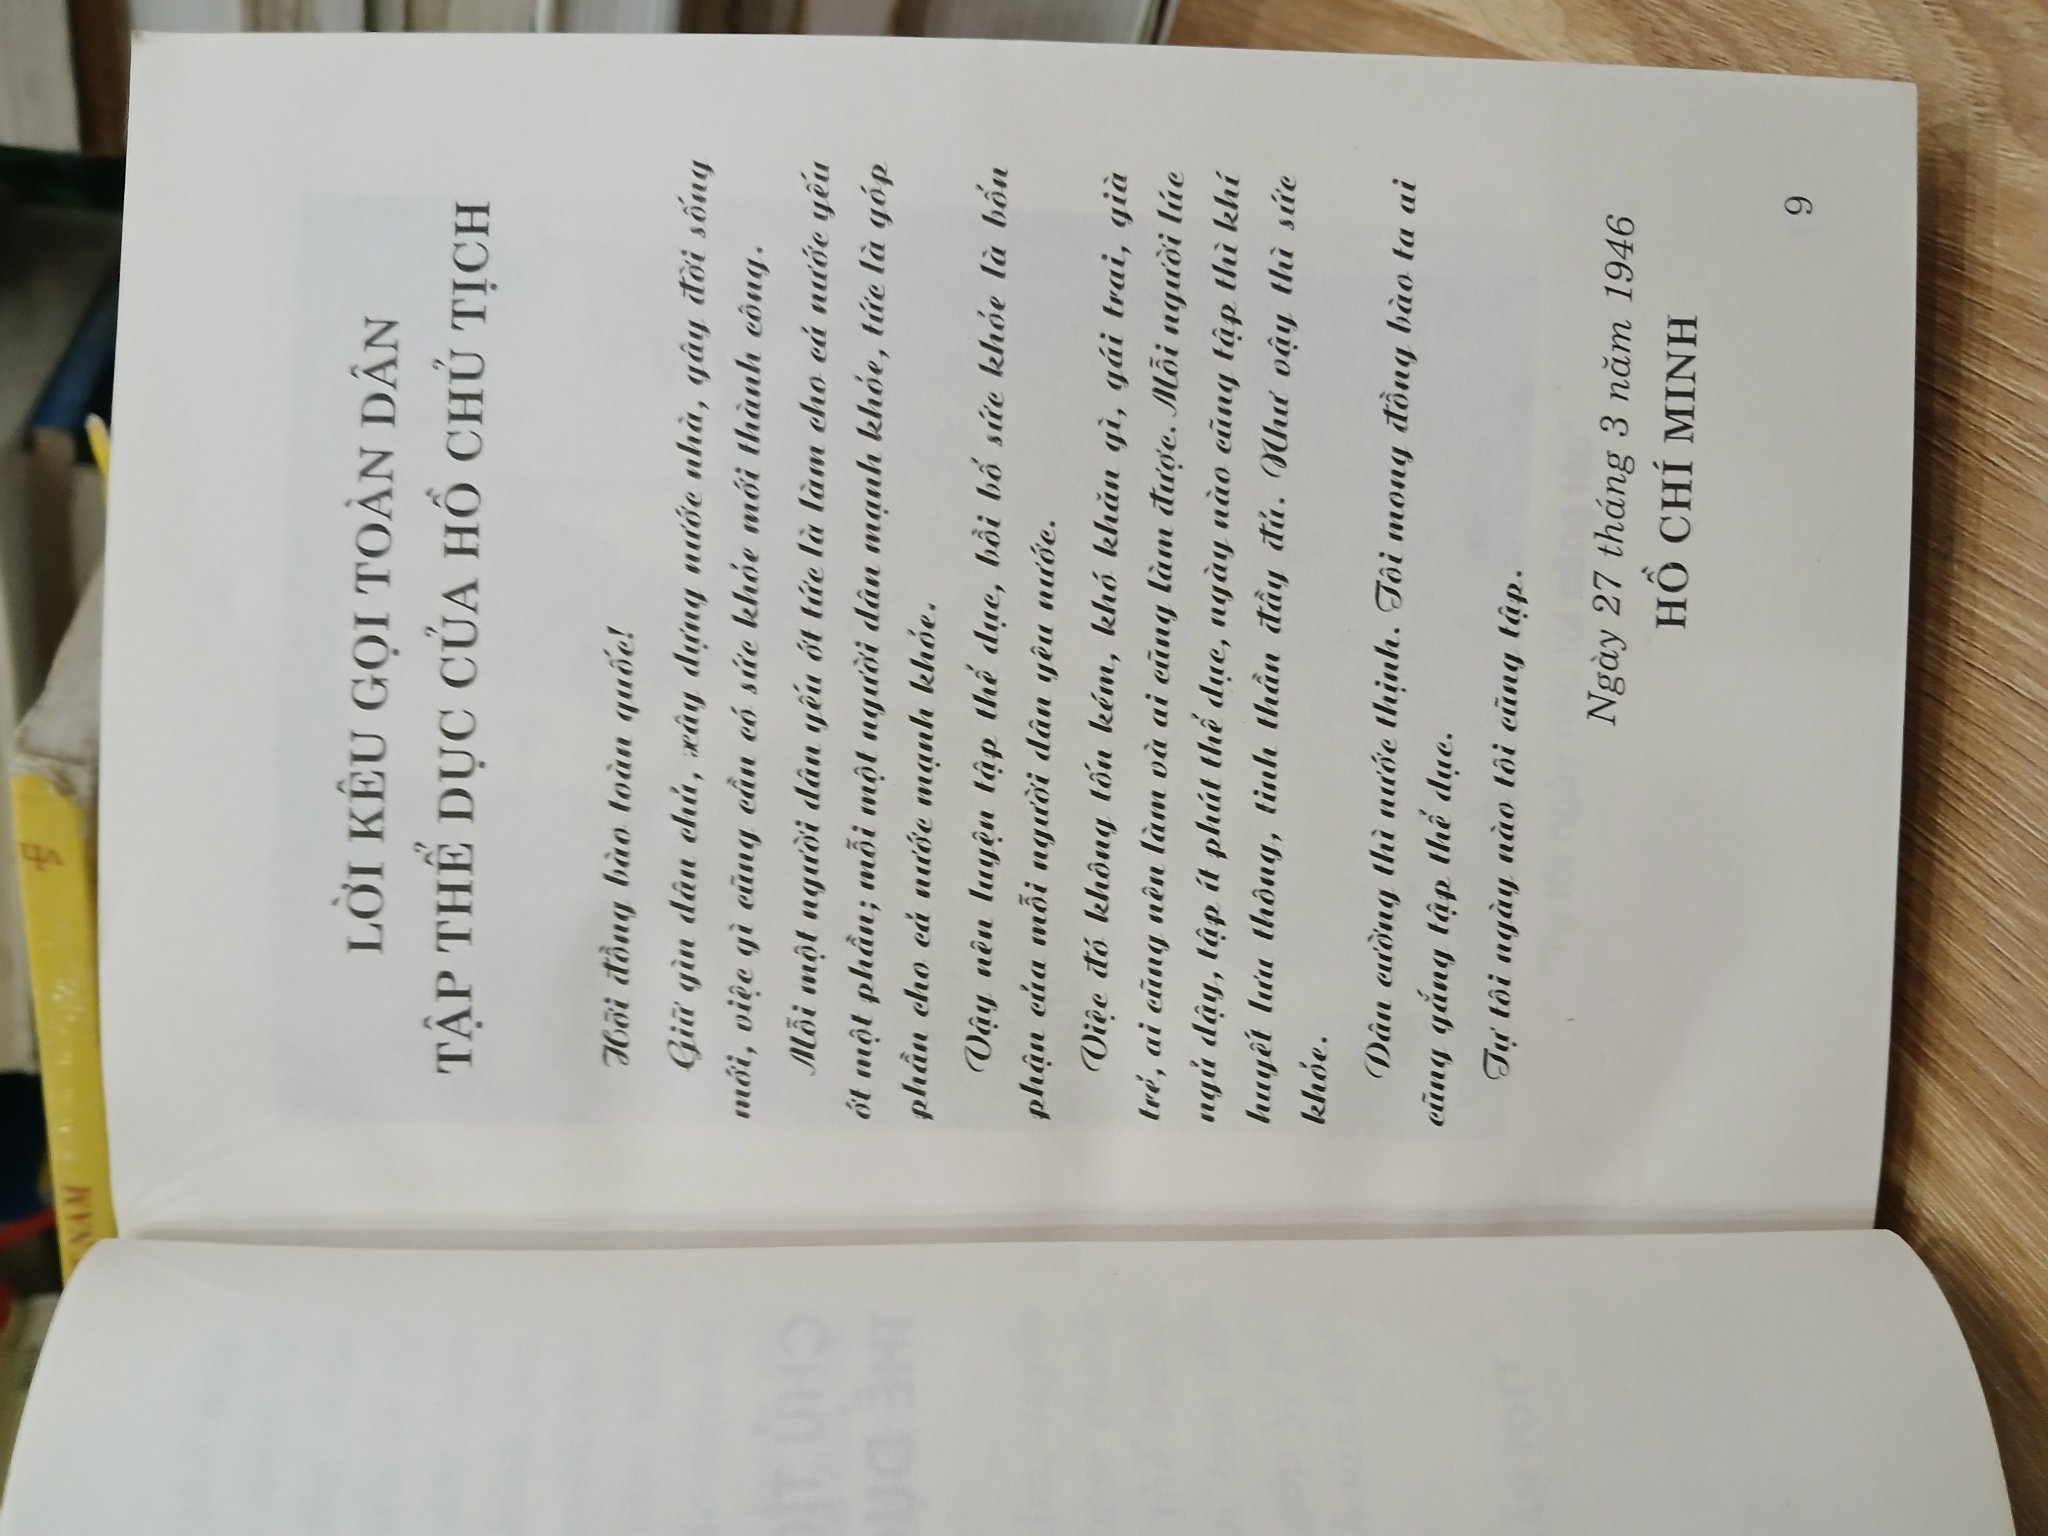 LỜI KÊU GỌI TOÀN DÂN
TẬP THỂ DỤC CỦA HỒ CHỦ TỊCH
Hỡi đồng bào toàn quốc!
Giữ gìn dân chủ, xây dựng nước nhà, gây đời sống
mới, việc gì cũng cần có sức khỏe mới thành công.
Mỗi một người dân yếu ớt tức là làm cho cả nước yếu
ớt một phần; mỗi một người dân mạnh khỏe, tức là góp
phần cho cả nước mạnh khỏe.
Vậy nên luyện tập thể dục, bồi bổ sức khỏe là bổn
phận của mỗi người dân yêu nước.
Việc đó không tốn kém, khó khăn gì, gái trai, già
trẻ, ai cũng nên làm và ai cũng làm được. Mỗi người lúc
ngủ dậy, tập ít phút thể dục, ngày nào cũng tập thì khí
huyết lưu thông, tinh thần đầy đủ. Như vậy thì sức
khỏe.
Dân cường thì nước thịnh. Tôi mong đồng bào ta ai
cũng gắng tập thể dục.
Tự tôi ngày nào tôi cũng tập.
Ngày 27 tháng 3 năm 1946
HỒ CHÍ MINH
9
NAM